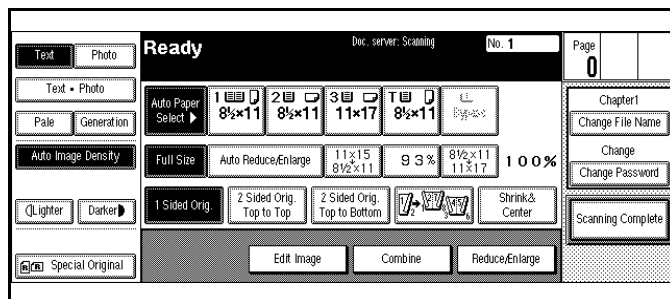 Ready
Doc. server: Scanning
No. 1
Page
0
Text
Photo
Text • Photo
Pale
Generation
Auto Image Density
Lighter
Darker
Special Original
Auto Paper
Select ▶
1
8½×11
2
8½×11
3
11×17
T
8½×11
Full Size
Auto Reduce/Enlarge
11×15
8½×11
93%
8½×11
11×17
100%
1 Sided Orig.
2 Sided Orig.
Top to Top
2 Sided Orig.
Top to Bottom
Shrink&
Center
Edit Image
Combine
Reduce/Enlarge
Chapter1
Change File Name
Change
Change Password
Scanning Complete